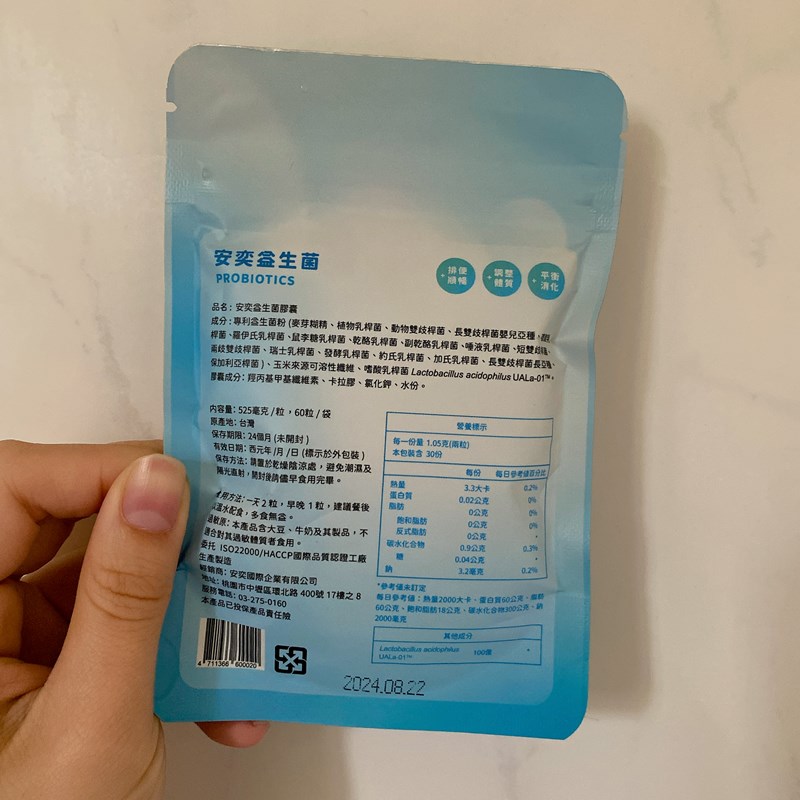 安奕益生菌
PROBIOTICS
排便
順暢
調整
體質
平衡
消化
品名：安奕益生菌膠囊
成分：專利益生菌粉 (麥芽糊精、植物乳桿菌、動物雙歧桿菌、長雙歧桿菌嬰兒亞種、
桿菌、羅伊氏乳桿菌、鼠李糖乳桿菌、乾酪乳桿菌、副乾酪乳桿菌、唾液乳桿菌、短雙歧桿菌、
兩歧雙歧桿菌、瑞士乳桿菌、發酵乳桿菌、約氏乳桿菌、加氏乳桿菌、長雙歧桿菌長亞種、
保加利亞桿菌)、玉米來源可溶性纖維、嗜酸乳桿菌 Lactobacillus acidophilus UALa-01™。
膠囊成分：羥丙基甲基纖維素、卡拉膠、氯化鉀、水份。
內容量：525毫克/粒，60粒/袋
原產地：台灣
保存期限：24個月 (未開封)
有效日期：西元年/月/日 (標示於外包裝)
保存方法：請置於乾燥陰涼處，避免潮濕及
陽光直射，開封後請儘早食用完畢。
食用方法：一天2粒，早晚1粒，建議餐後
溫水配食，多食無益。
過敏原：本產品含大豆、牛奶及其製品，不
適合對其過敏體質者食用。
委托 ISO22000/HACCP國際品質認證工廠
生產製造
經銷商：安奕國際企業有限公司
地址：桃園市中壢區環北路400號17樓之8
服務電話：03-275-0160
本產品已投保產品責任險
4 711366 600020
營養標示
每一份量 1.05克(兩粒)
本包裝含 30份
每份 每日參考值百分比
熱量 3.3大卡 0.2%
蛋白質 0.02公克 0%
脂肪 0公克 0%
飽和脂肪 0公克 0%
反式脂肪 0公克 *
碳水化合物 0.9公克 0.3%
糖 0.04公克 *
鈉 3.2毫克 0.2%
*參考值未訂定
每日參考值：熱量2000大卡、蛋白質60公克、脂肪
60公克、飽和脂肪18公克、碳水化合物300公克、鈉
2000毫克
其他成分
Lactobacillus acidophilus
UALa-01™ 100億 *
2024.08.22